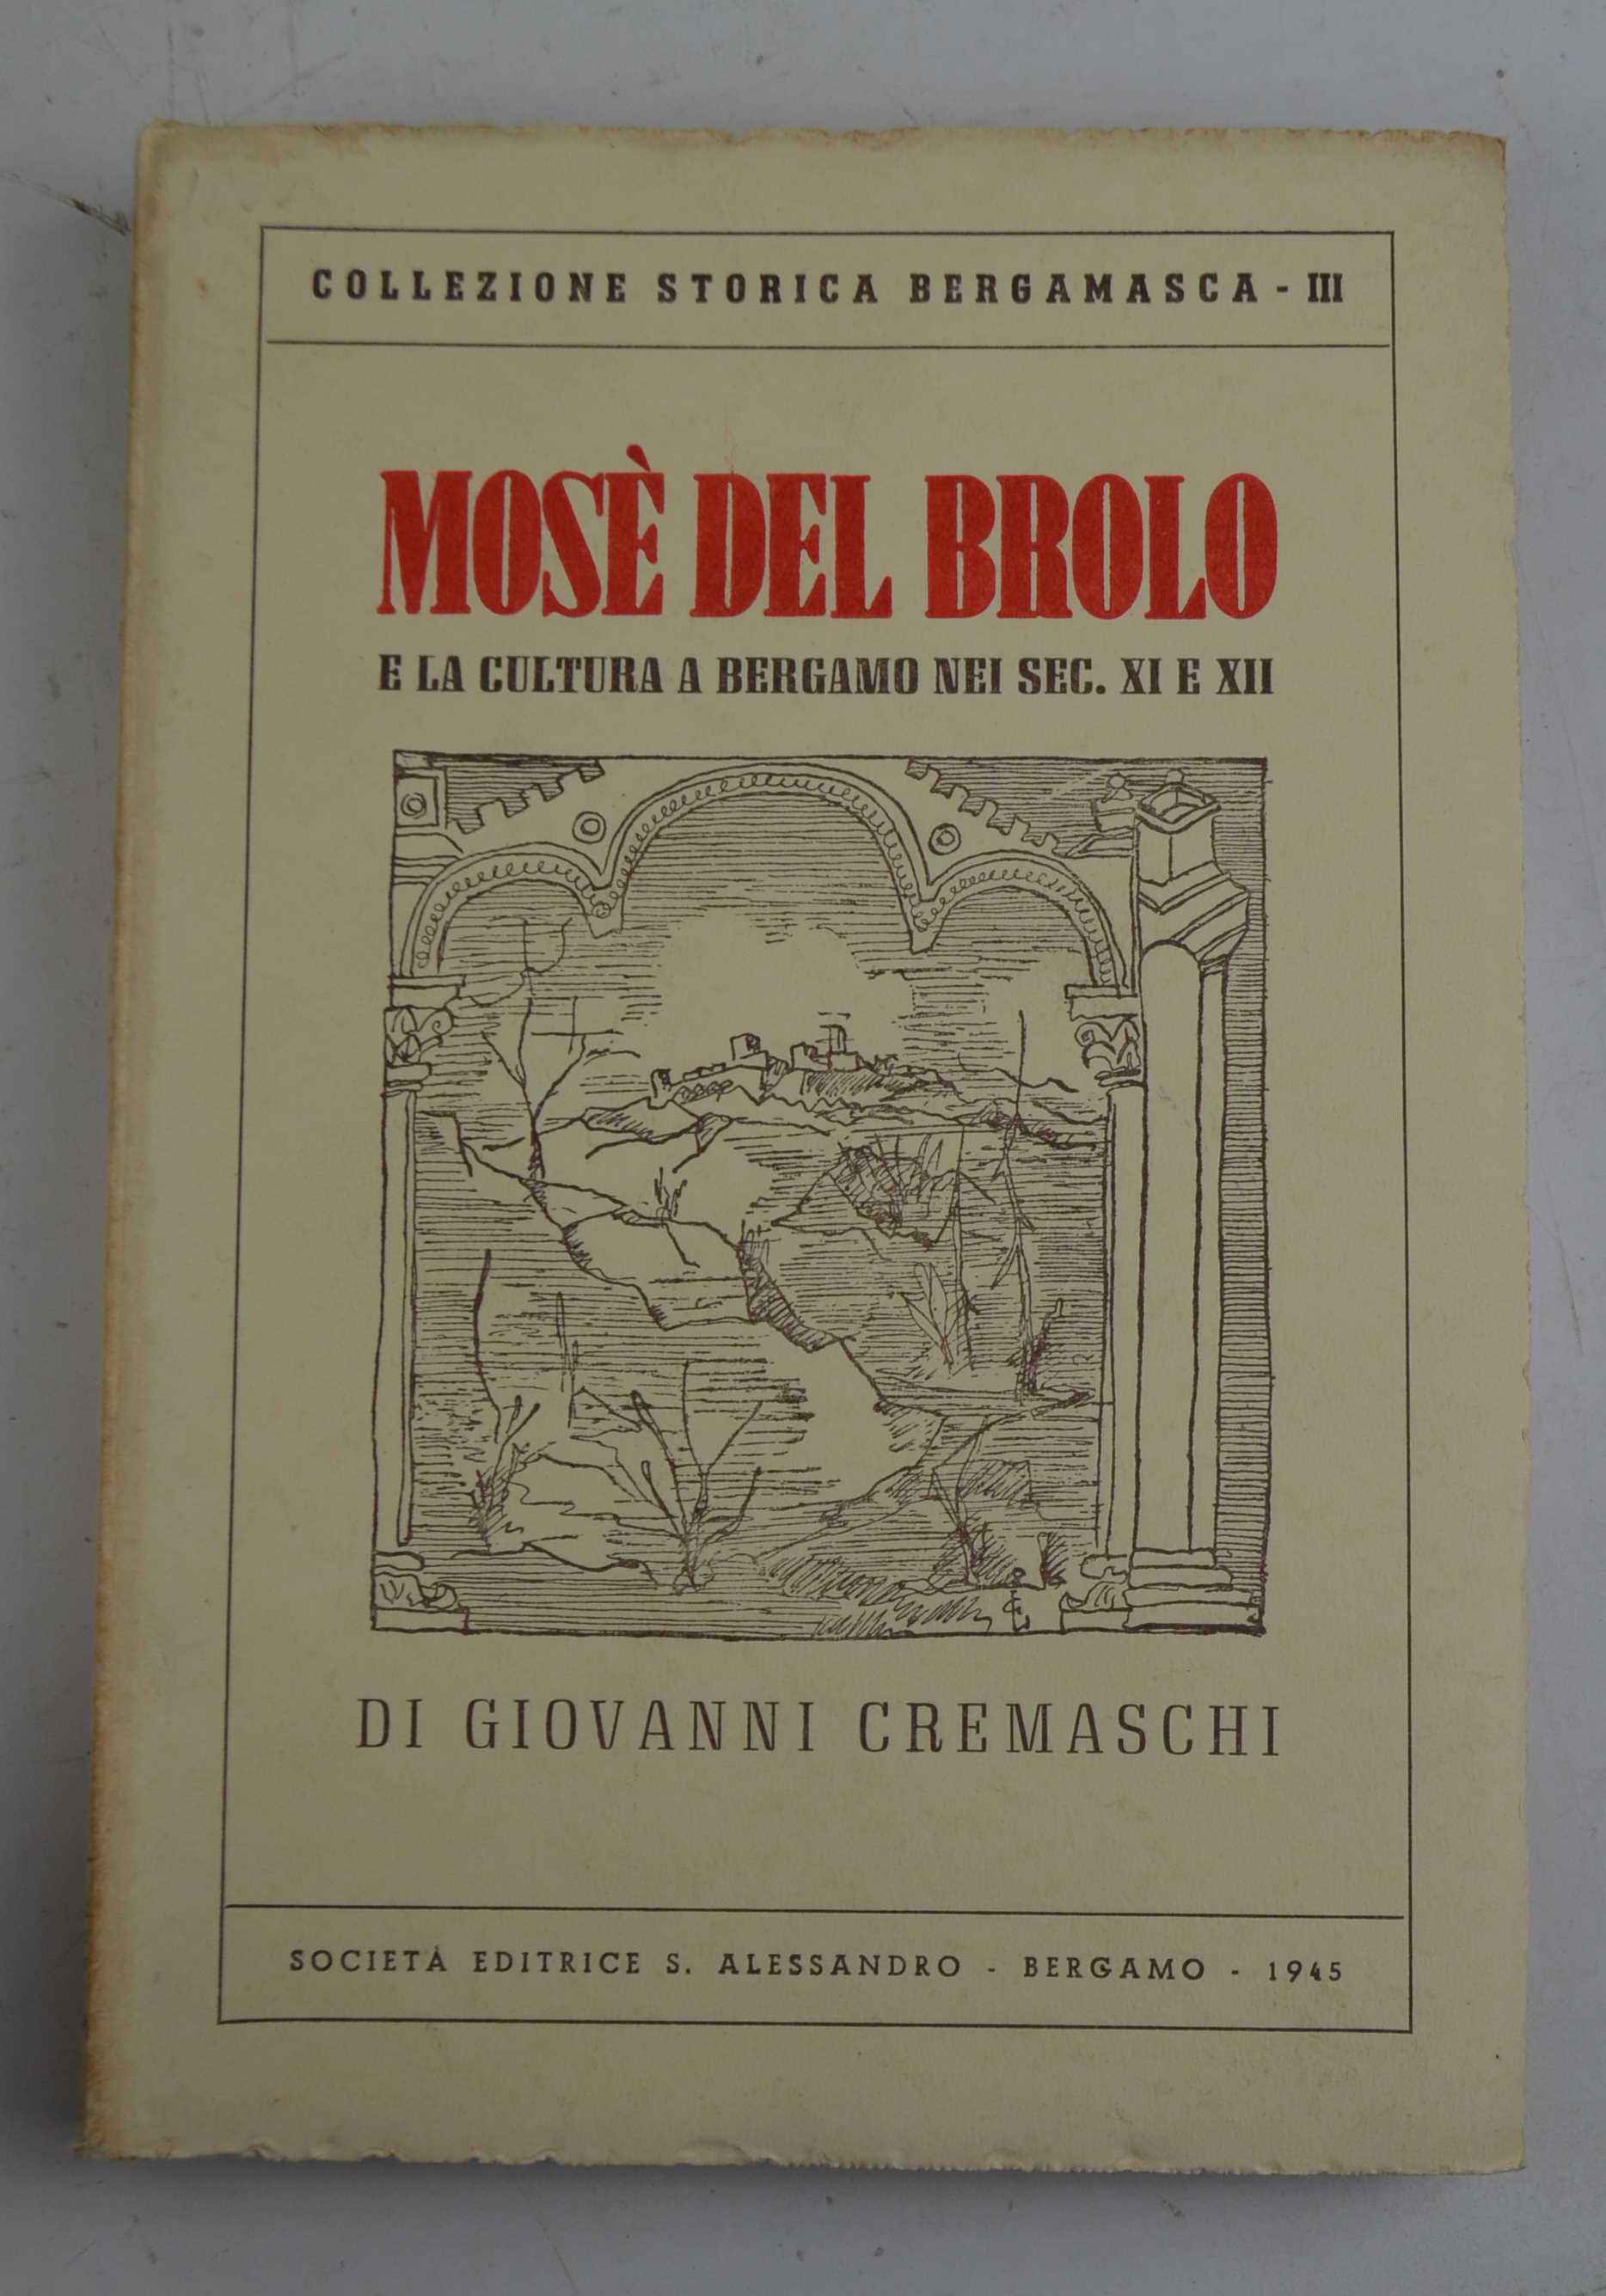 COLLEZIONE STORICA BERGAMASCA - III
MOSÈ DEL BROLO
E LA CULTURA A BERGAMO NEI SEC. XI E XII
DI GIOVANNI CREMASCHI
SOCIETÀ EDITRICE S. ALESSANDRO - BERGAMO - 1945